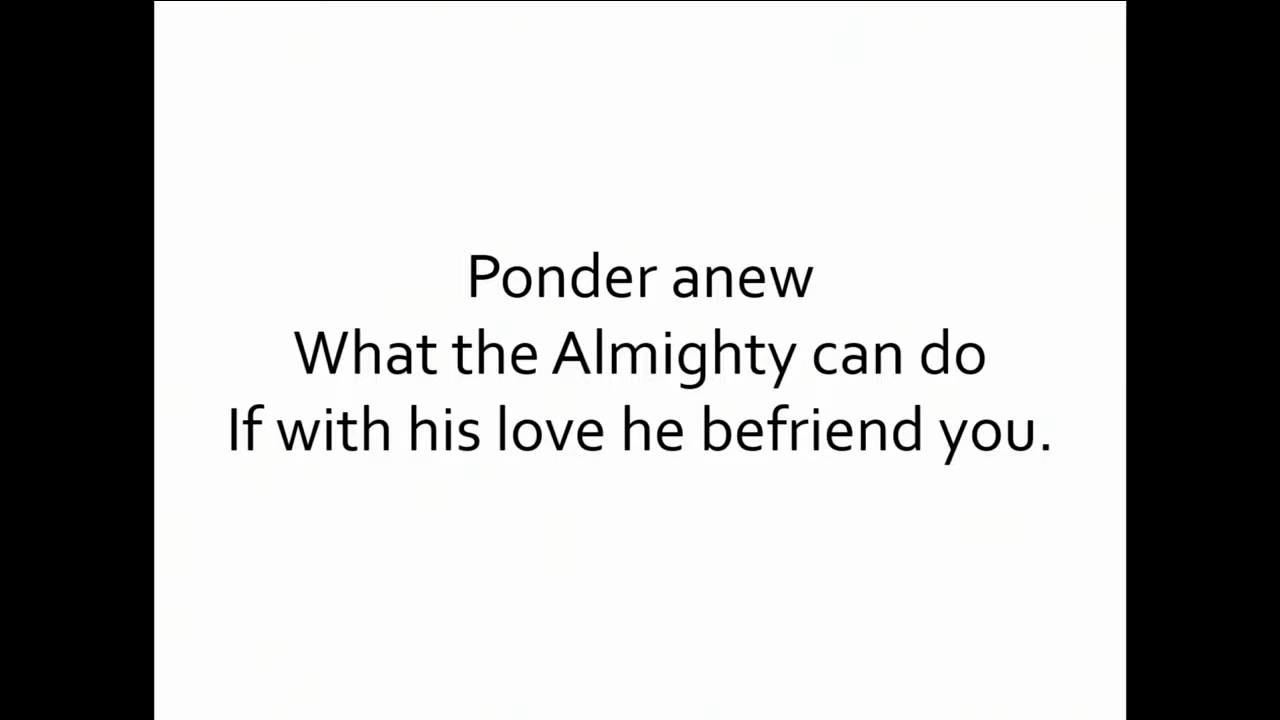 Ponder anew
What the Almighty can do
If with his love he befriend you.